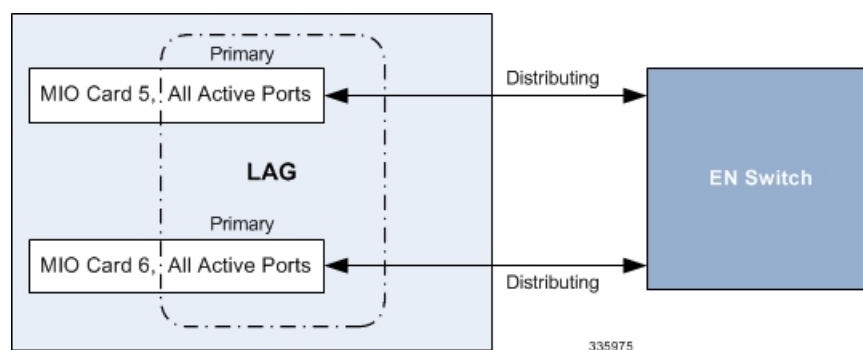 Primary
MIO Card 5, All Active Ports
Distributing
LAG
EN Switch
Primary
MIO Card 6, All Active Ports
Distributing
335975